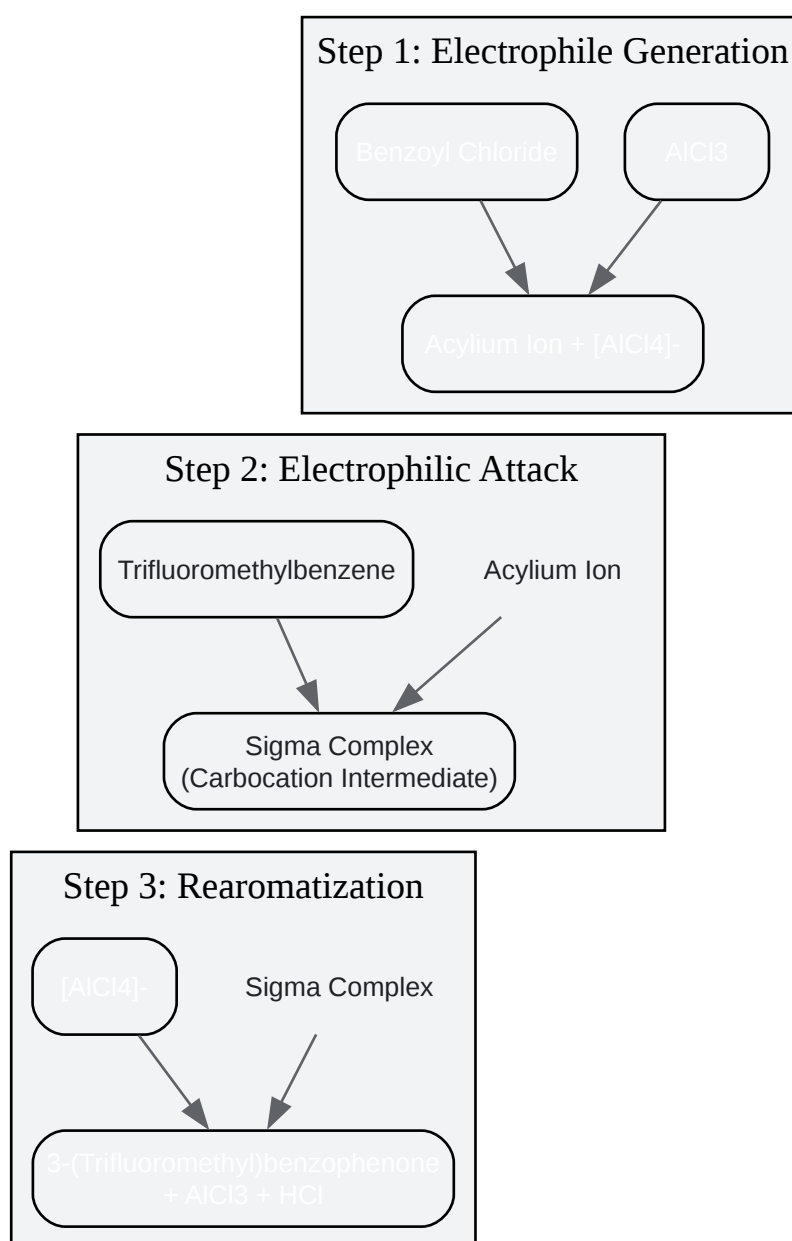 Step 1: Electrophile Generation
Benzoyl Chloride
AlCl3
Acylium Ion + [AlCl4]-
Step 2: Electrophilic Attack
Trifluoromethylbenzene
Acylium Ion
Sigma Complex
(Carbocation Intermediate)
Step 3: Rearomatization
[AlCl4]-
Sigma Complex
3-(Trifluoromethyl)benzophenone
+ AlCl3 + HCl